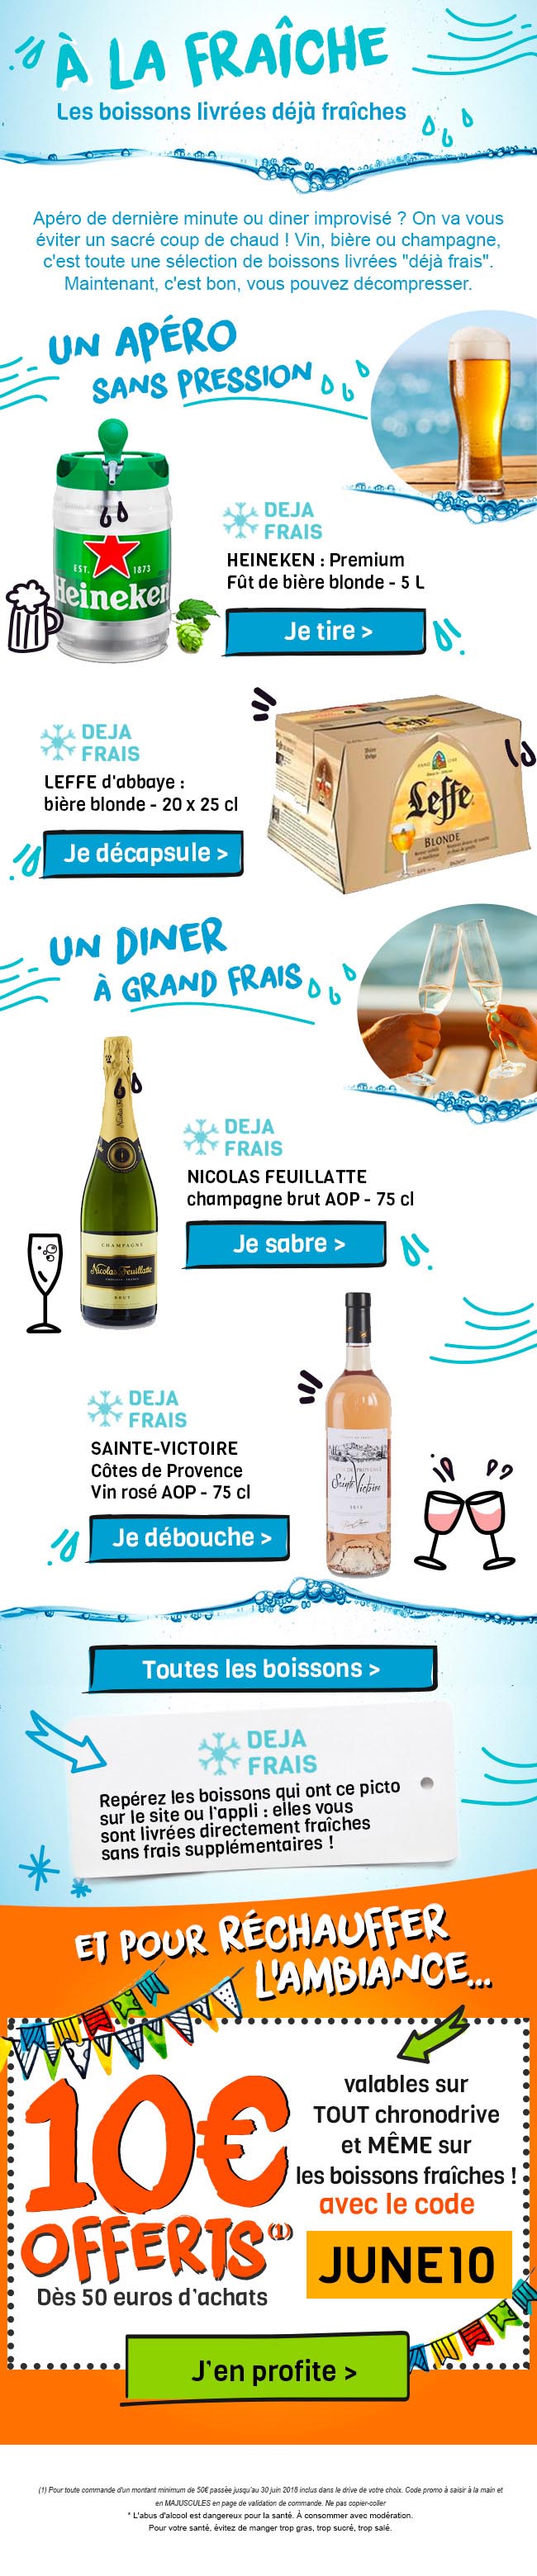 À LA FRAÎCHE
Les boissons livrées déjà fraîches
Apéro de dernière minute ou diner improvisé ? On va vous
éviter un sacré coup de chaud ! Vin, bière ou champagne,
c'est toute une sélection de boissons livrées "déjà frais".
Maintenant, c'est bon, vous pouvez décompresser.
UN APÉRO
SANS PRESSION
EST. 1873
Heineken
DEJA
FRAIS
HEINEKEN : Premium
Fût de bière blonde - 5 L
Je tire >
DEJA
FRAIS
LEFFE d'abbaye :
bière blonde - 20 x 25 cl
Je décapsule >
Leffe
BLONDE
UN DINER
À GRAND FRAIS
CHAMPAGNE
Nicolas Feuillatte
BRUT
DEJA
FRAIS
NICOLAS FEUILLATTE
champagne brut AOP - 75 cl
Je sabre >
DEJA
FRAIS
SAINTE-VICTOIRE
Côtes de Provence
Vin rosé AOP - 75 cl
Je débouche >
Sainte Victoire
Toutes les boissons >
DEJA
FRAIS
Repérez les boissons qui ont ce picto
sur le site ou l'appli : elles vous
sont livrées directement fraîches
sans frais supplémentaires !
ET POUR RÉCHAUFFER
L'AMBIANCE...
10€
OFFERTS(1)
Dès 50 euros d'achats
valables sur
TOUT chronodrive
et MÊME sur
les boissons fraîches !
avec le code
JUNE10
J'en profite >
(1) Pour toute commande d'un montant minimum de 50€ passée jusqu'au 30 juin 2018 inclus dans le drive de votre choix. Code promo à saisir à la main et
en MAJUSCULES en page de validation de commande. Ne pas copier-coller
* L'abus d'alcool est dangereux pour la santé. À consommer avec modération.
Pour votre santé, évitez de manger trop gras, trop sucré, trop salé.